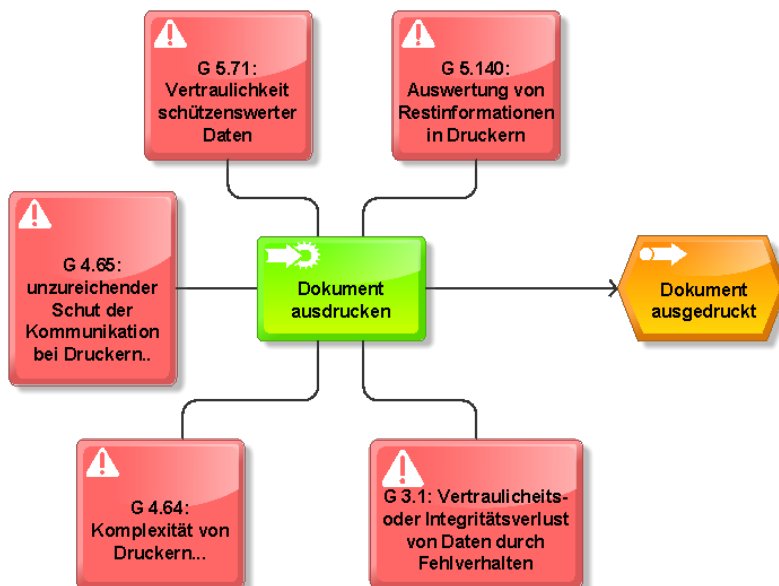 G 5.71:
Vertraulichkeit
schützenswerter
Daten
G 5.140:
Auswertung von
Restinformationen
in Druckern
G 4.65:
unzureichender
Schut der
Kommunikation
bei Druckern..
Dokument
ausdrucken
Dokument
ausgedruckt
G 4.64:
Komplexität von
Druckern...
G 3.1: Vertraulicheits-
oder Integritätsverlust
von Daten durch
Fehlverhalten